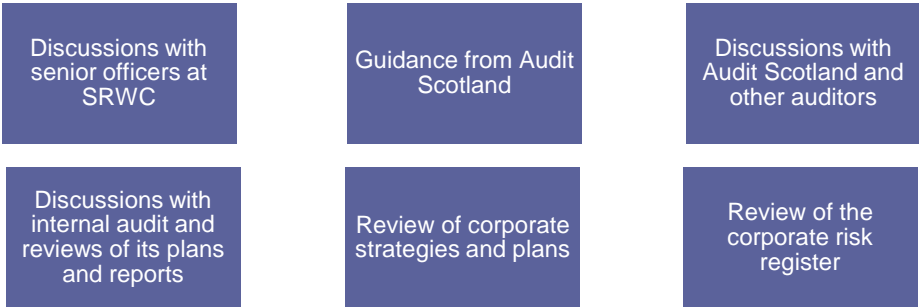 Discussions with
senior officers at
SRWC
Guidance from Audit
Scotland
Discussions with
Audit Scotland and
other auditors
Discussions with
internal audit and
reviews of its plans
and reports
Review of corporate
strategies and plans
Review of the
corporate risk
register